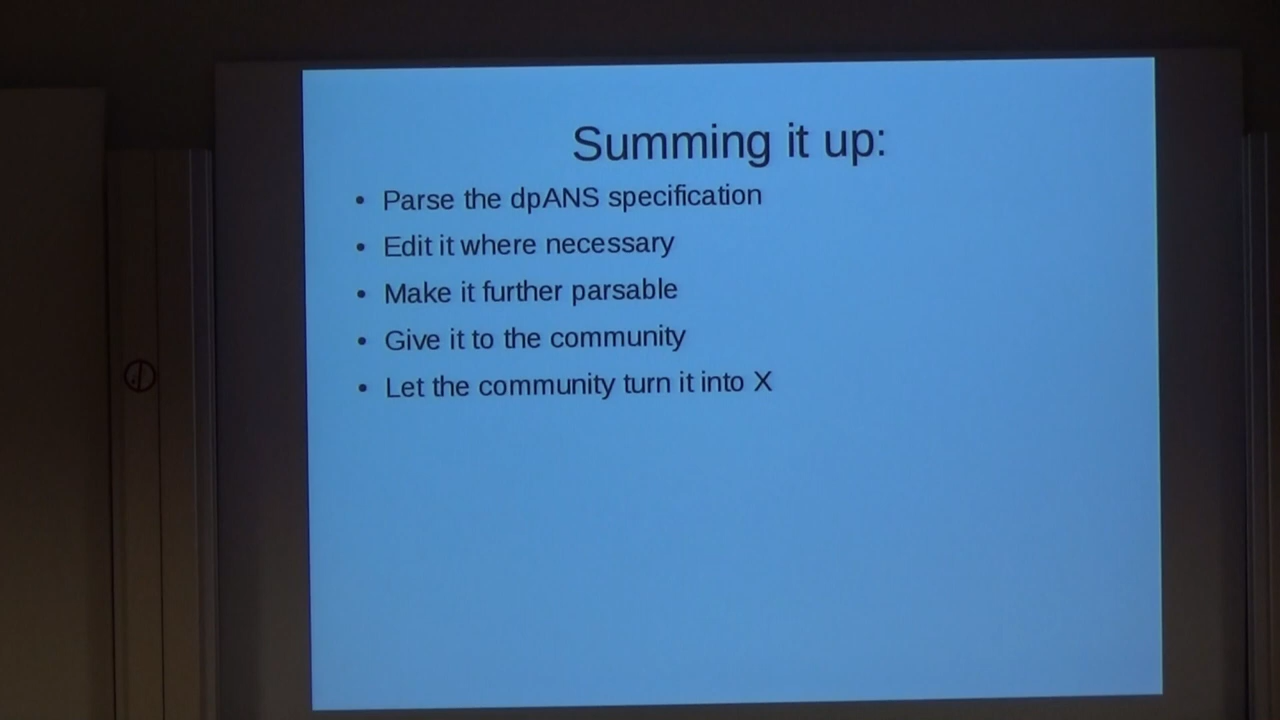 Summing it up:
• Parse the dpANS specification
• Edit it where necessary
• Make it further parsable
• Give it to the community
• Let the community turn it into X